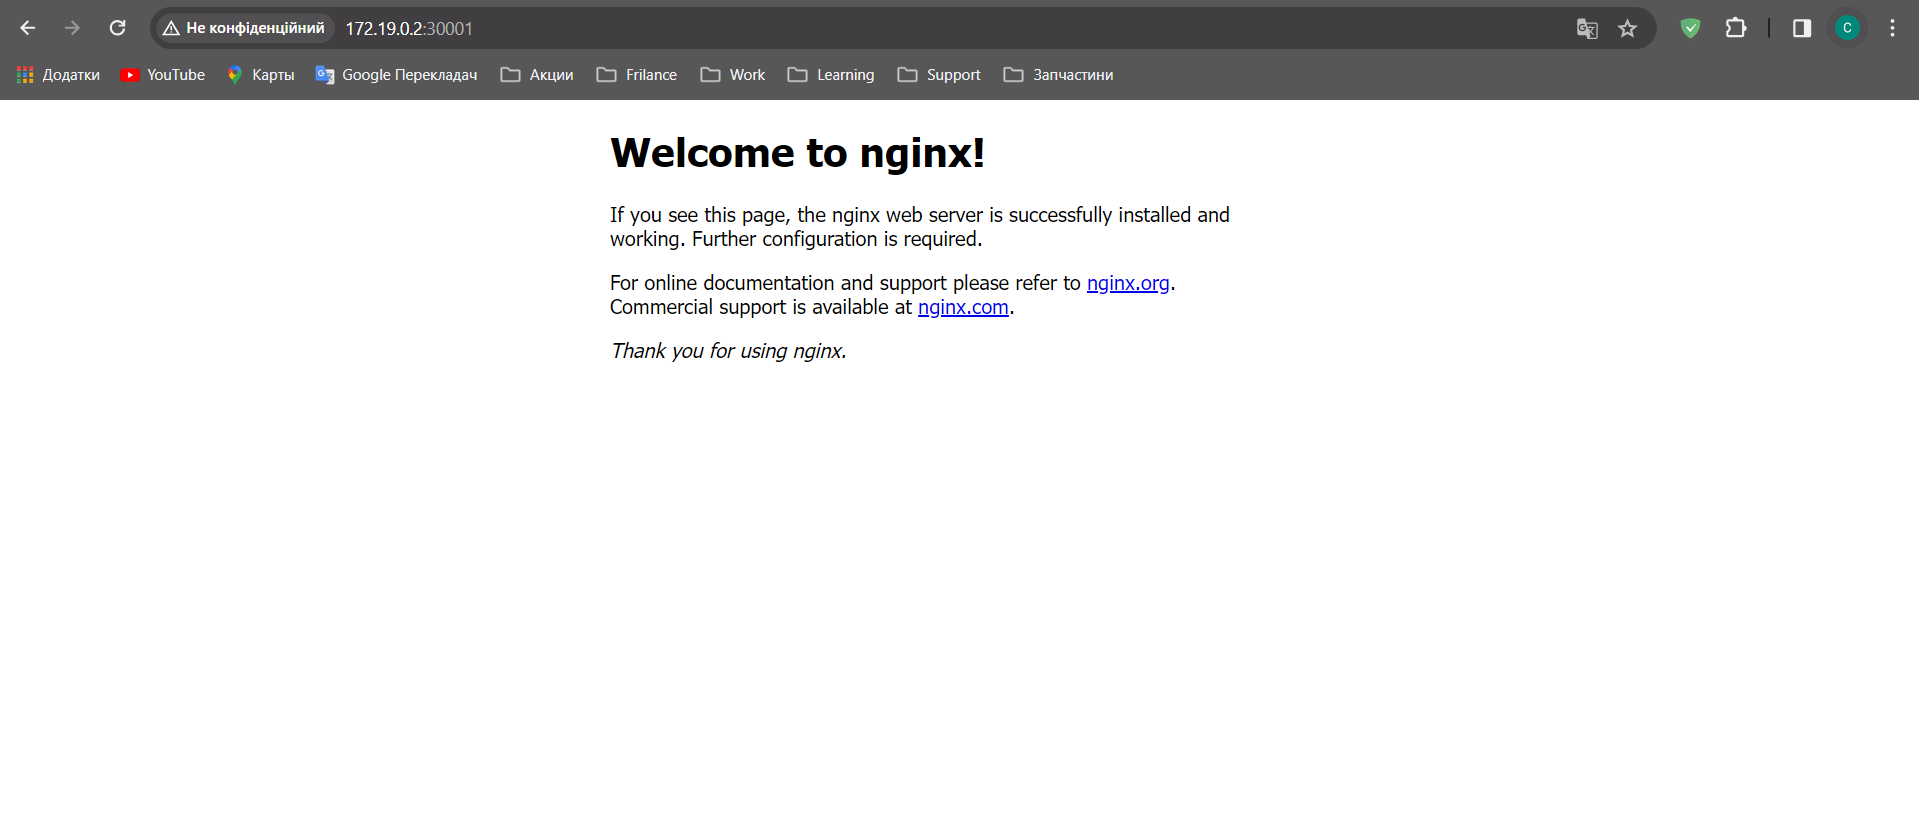 Не конфіденційний 172.19.0.2:30001
C
Додатки YouTube Карты Google Перекладач Акции Frilance Work Learning Support Запчастини
Welcome to nginx!
If you see this page, the nginx web server is successfully installed and
working. Further configuration is required.
For online documentation and support please refer to nginx.org.
Commercial support is available at nginx.com.
Thank you for using nginx.